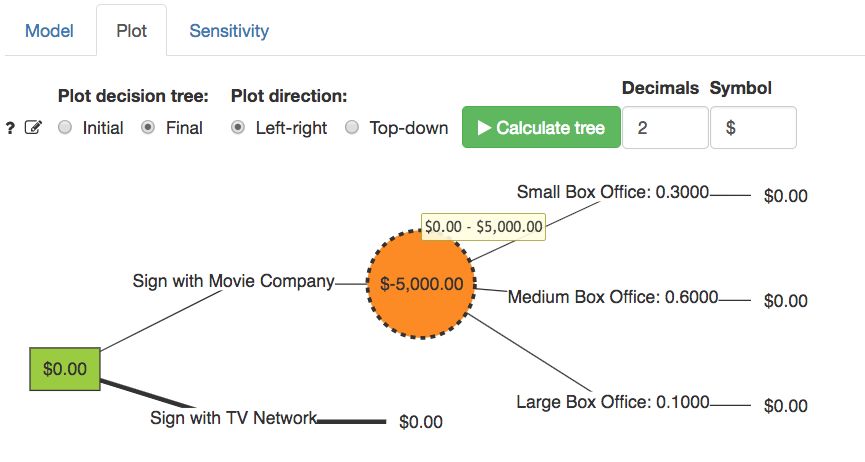 Model Plot Sensitivity
Plot decision tree: Plot direction: Decimals Symbol
? Initial Final Left-right Top-down Calculate tree 2 $
Small Box Office: 0.3000 $0.00
$0.00 - $5,000.00
Sign with Movie Company $-5,000.00
Medium Box Office: 0.6000 $0.00
$0.00
Large Box Office: 0.1000 $0.00
Sign with TV Network $0.00